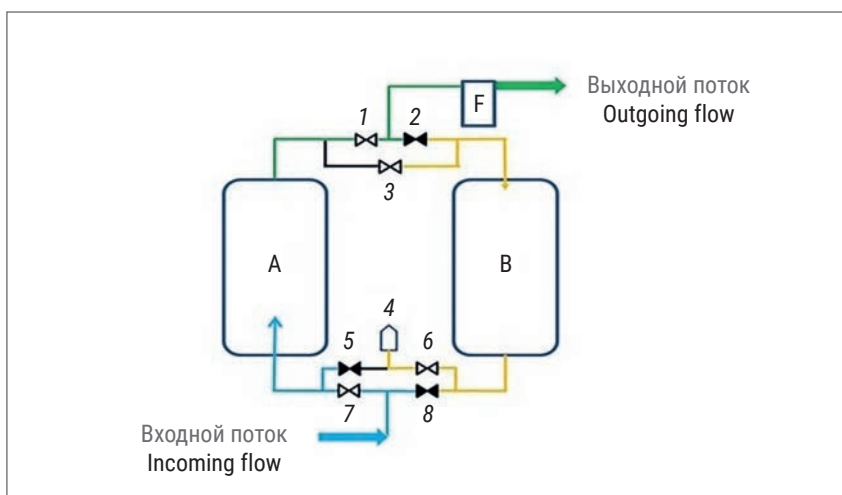 F
Выходной поток
Outgoing flow
1
2
3
A
B
4
5
6
7
8
Входной поток
Incoming flow